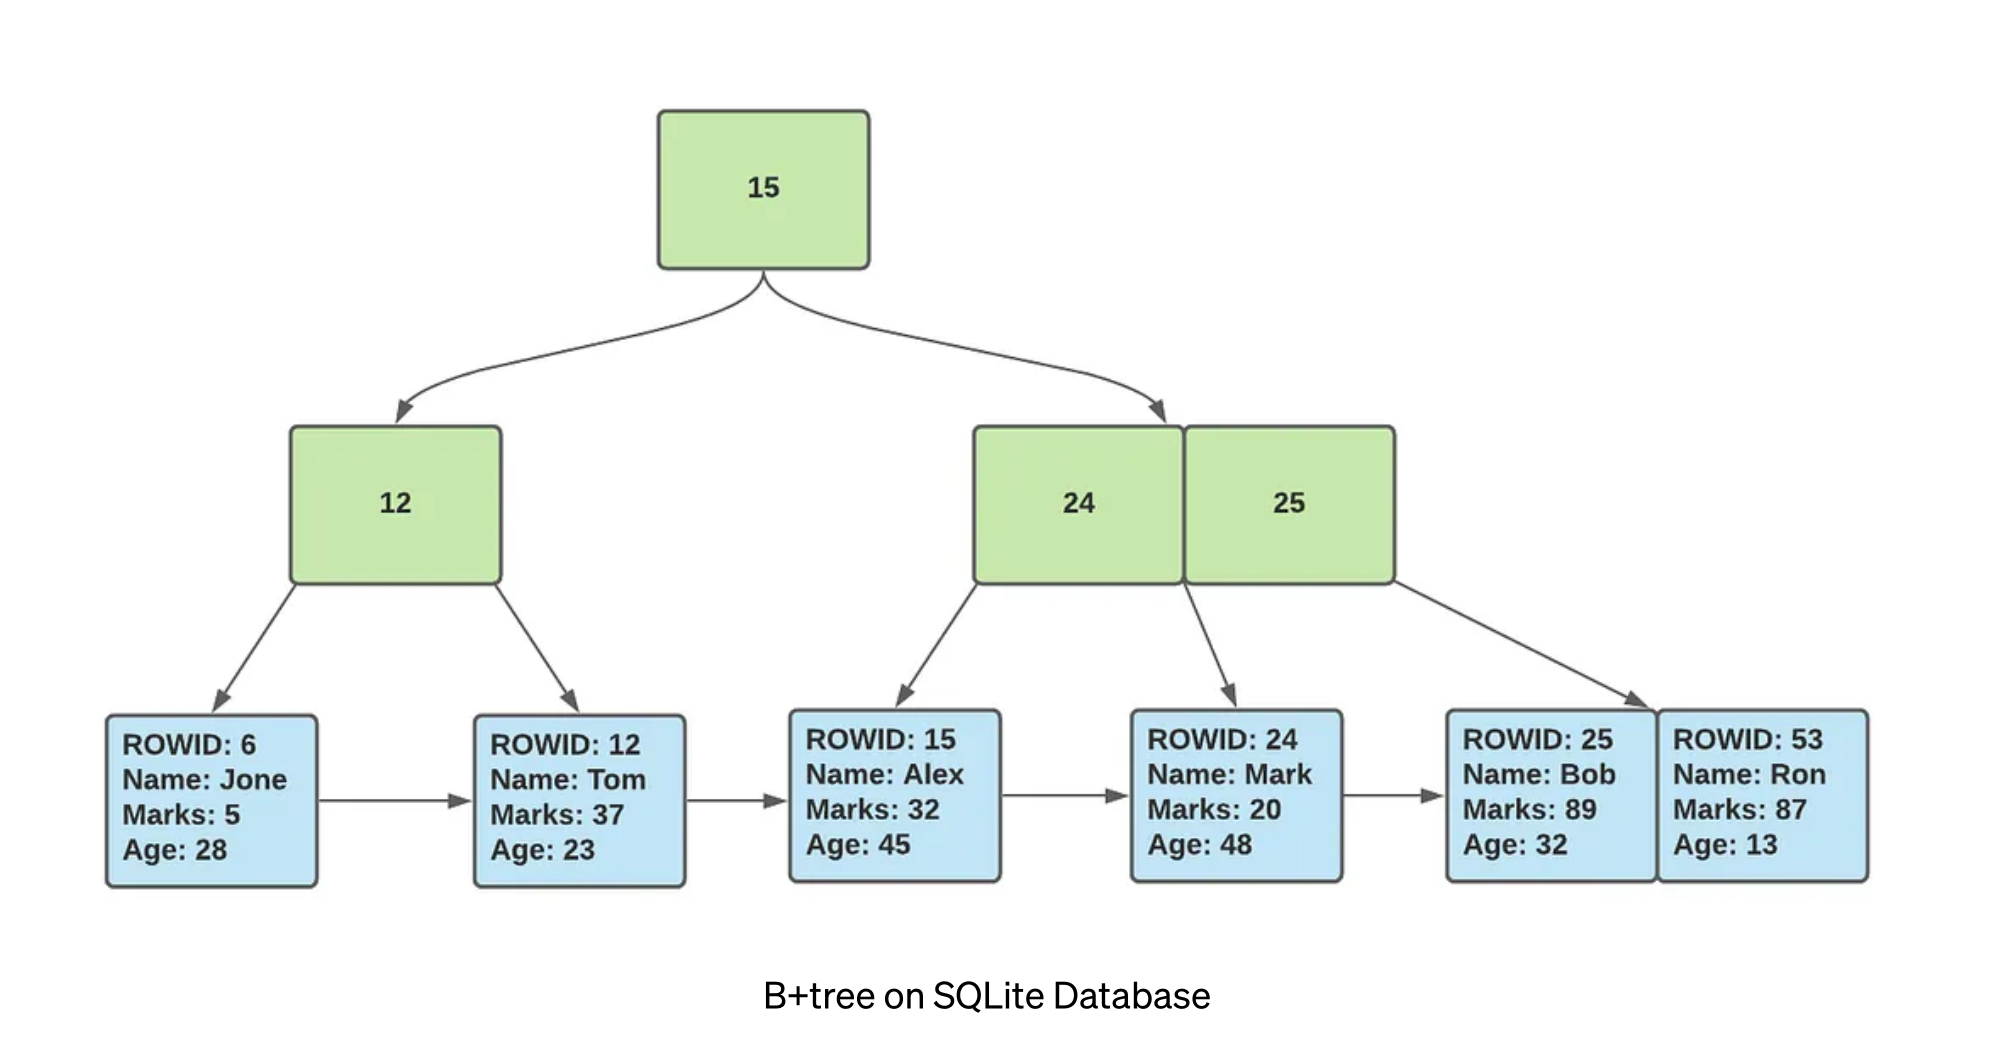 15
12
24
25
ROWID: 6
Name: Jone
Marks: 5
Age: 28
ROWID: 12
Name: Tom
Marks: 37
Age: 23
ROWID: 15
Name: Alex
Marks: 32
Age: 45
ROWID: 24
Name: Mark
Marks: 20
Age: 48
ROWID: 25
Name: Bob
Marks: 89
Age: 32
ROWID: 53
Name: Ron
Marks: 87
Age: 13
B+tree on SQLite Database